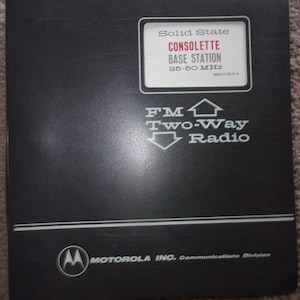 Solid State
CONSOLETTE
BASE STATION
25-50 MHz
FM
Two-Way
Radio
MOTOROLA INC. Communications Division